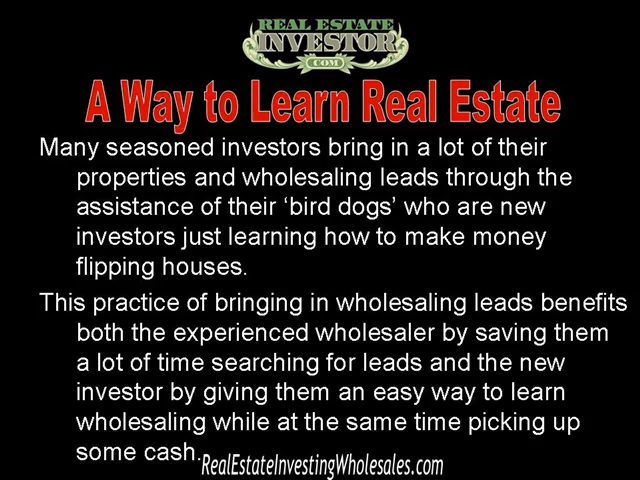 REAL ESTATE
INVESTOR
COM
A Way to Learn Real Estate
Many seasoned investors bring in a lot of their
properties and wholesaling leads through the
assistance of their ‘bird dogs’ who are new
investors just learning how to make money
flipping houses.
This practice of bringing in wholesaling leads benefits
both the experienced wholesaler by saving them
a lot of time searching for leads and the new
investor by giving them an easy way to learn
wholesaling while at the same time picking up
some cash.
RealEstateInvestingWholesales.com